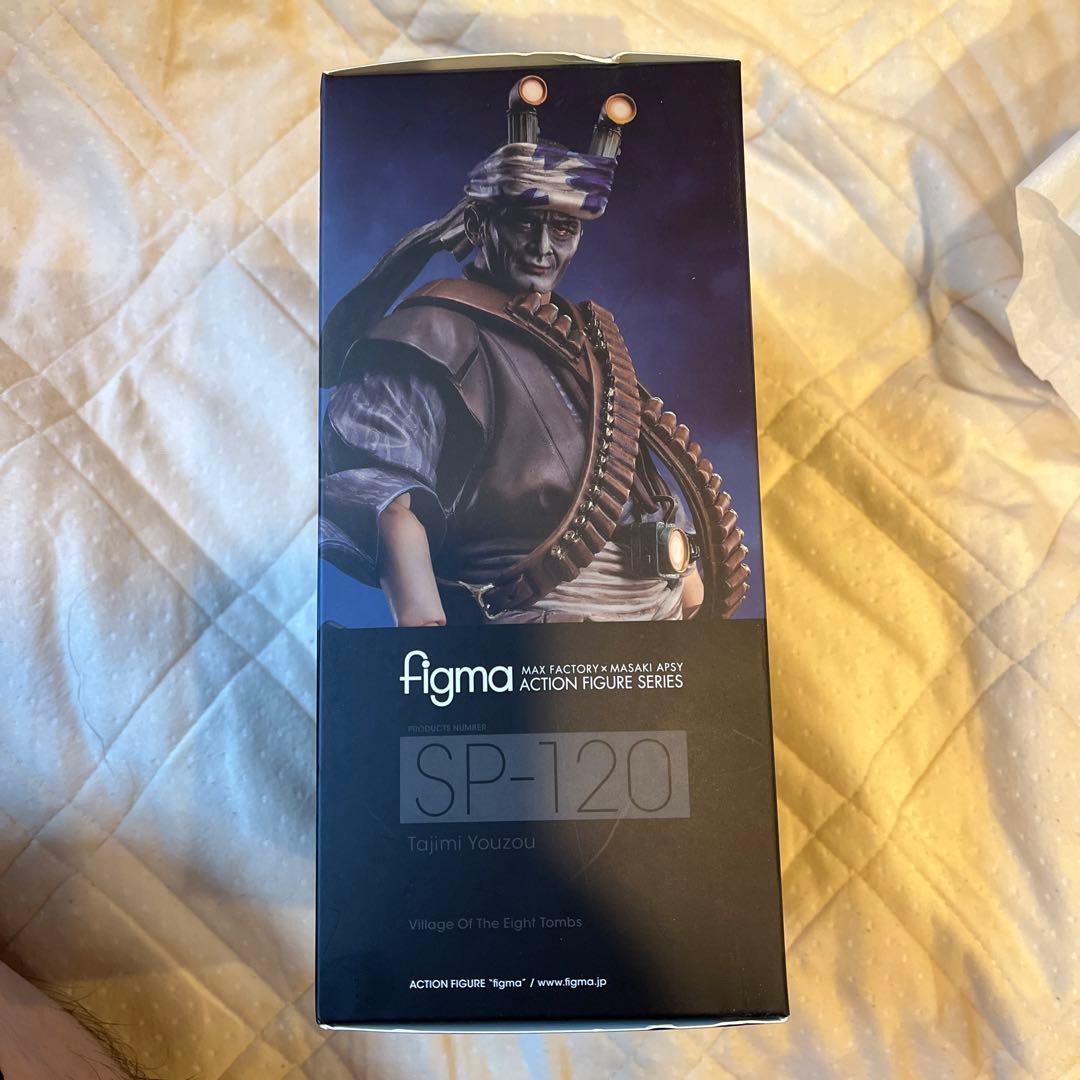 figma MAX FACTORY × MASAKI APSY
ACTION FIGURE SERIES
PRODUCTS NUMBER
SP-120
Tajimi Youzou
Village Of The Eight Tombs
ACTION FIGURE "figma" / www.figma.jp